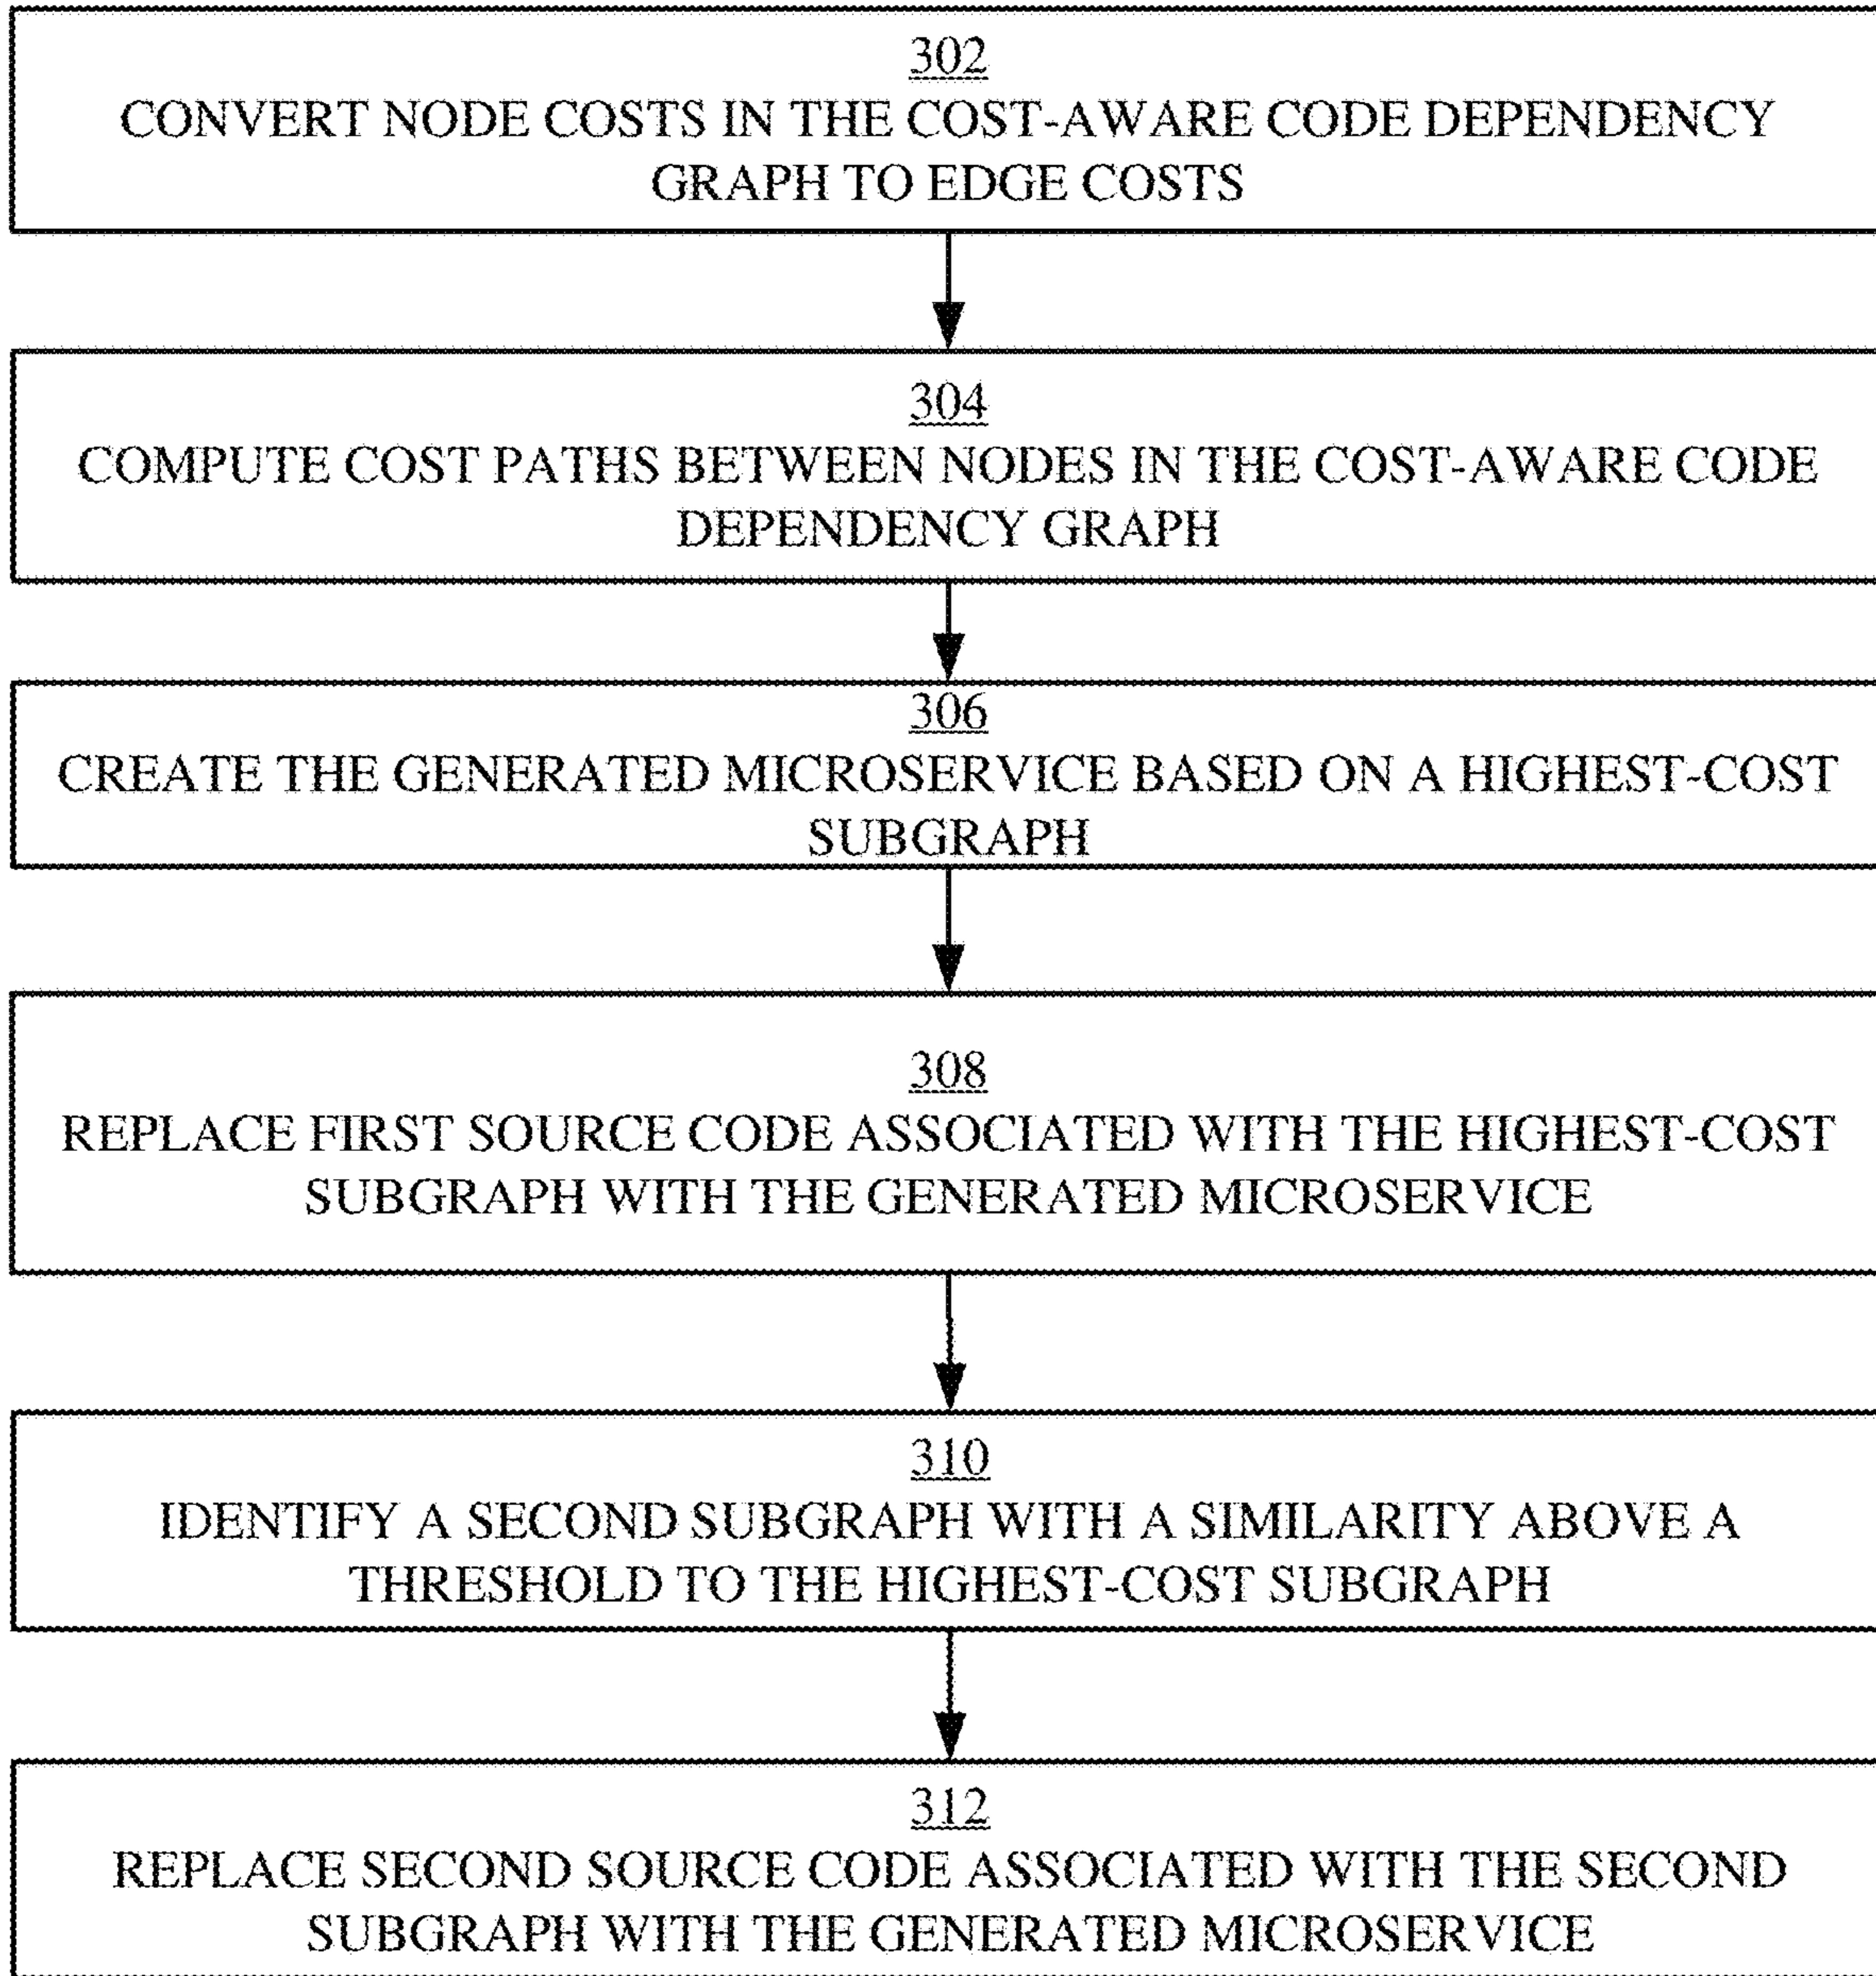 302
CONVERT NODE COSTS IN THE COST-AWARE CODE DEPENDENCY
GRAPH TO EDGE COSTS
304
COMPUTE COST PATHS BETWEEN NODES IN THE COST-AWARE CODE
DEPENDENCY GRAPH
306
CREATE THE GENERATED MICROSERVICE BASED ON A HIGHEST-COST
SUBGRAPH
308
REPLACE FIRST SOURCE CODE ASSOCIATED WITH THE HIGHEST-COST
SUBGRAPH WITH THE GENERATED MICROSERVICE
310
IDENTIFY A SECOND SUBGRAPH WITH A SIMILARITY ABOVE A
THRESHOLD TO THE HIGHEST-COST SUBGRAPH
312
REPLACE SECOND SOURCE CODE ASSOCIATED WITH THE SECOND
SUBGRAPH WITH THE GENERATED MICROSERVICE